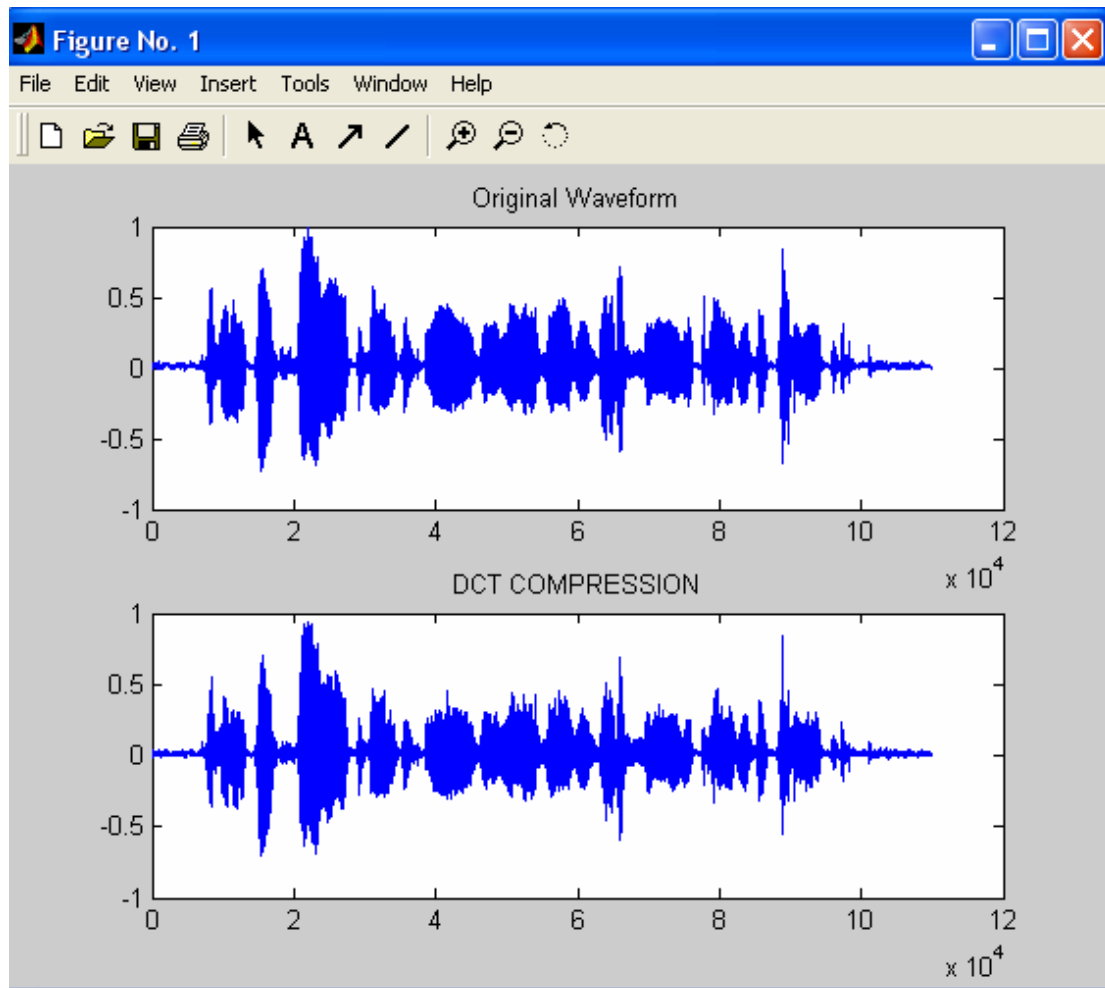 Figure No. 1
File Edit View Insert Tools Window Help
A
Original Waveform
1
0.5
0
-0.5
-1
0 2 4 6 8 10 12
x 10^4
DCT COMPRESSION
1
0.5
0
-0.5
-1
0 2 4 6 8 10 12
x 10^4